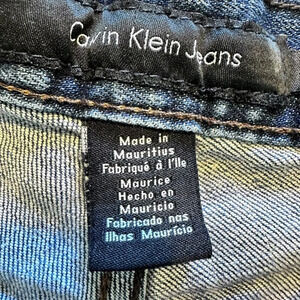 Calvin Klein Jeans
Made in
Mauritius
Fabriqué à l'Ile
Maurice
Hecho en
Mauricio
Fabricado nas
Ilhas Maurício